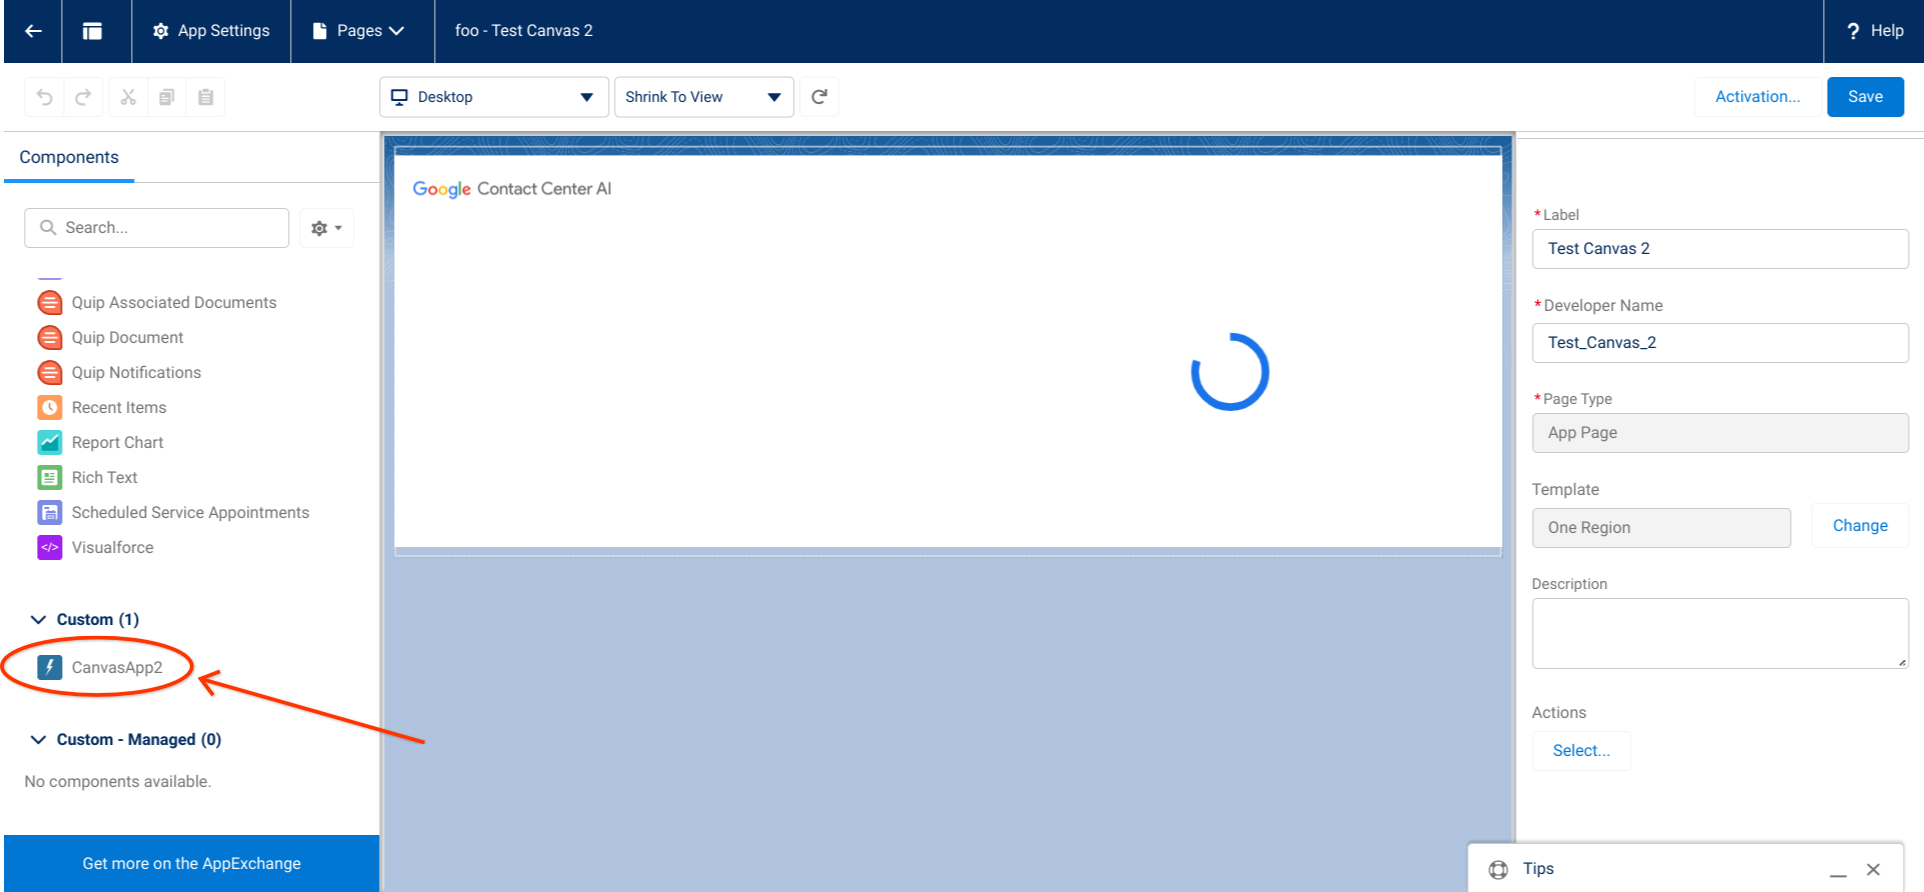 App Settings
Pages
foo - Test Canvas 2
? Help
Desktop
Shrink To View
Activation...
Save
Components
Search...
Quip Associated Documents
Quip Document
Quip Notifications
Recent Items
Report Chart
Rich Text
Scheduled Service Appointments
</> Visualforce
Custom (1)
CanvasApp2
Custom - Managed (0)
No components available.
Get more on the AppExchange
Google Contact Center AI
*Label
Test Canvas 2
*Developer Name
Test_Canvas_2
*Page Type
App Page
Template
One Region
Change
Description
Actions
Select...
Tips